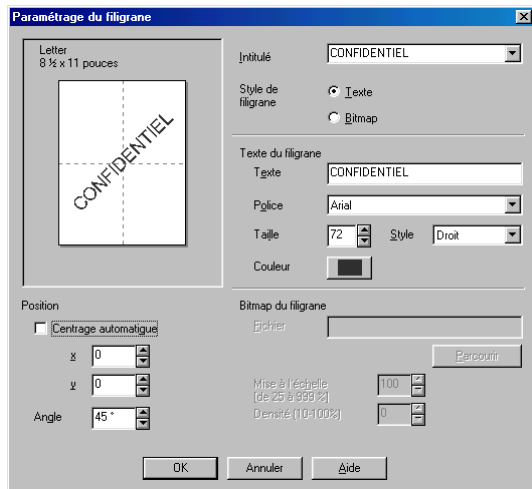 Paramétrage du filigrane
Letter
8 ½ x 11 pouces
CONFIDENTIEL
Intitulé CONFIDENTIEL
Style de filigrane
Texte
Bitmap
Texte du filigrane
Texte CONFIDENTIEL
Police Arial
Taille 72 Style Droit
Couleur
Position
Centrage automatique
x 0
y 0
Angle 45 °
Bitmap du filigrane
Fichier
Percourir
Mise à l'échelle
[de 25 à 999 %] 100
Densité (10-100%) 0
OK Annuler Aide